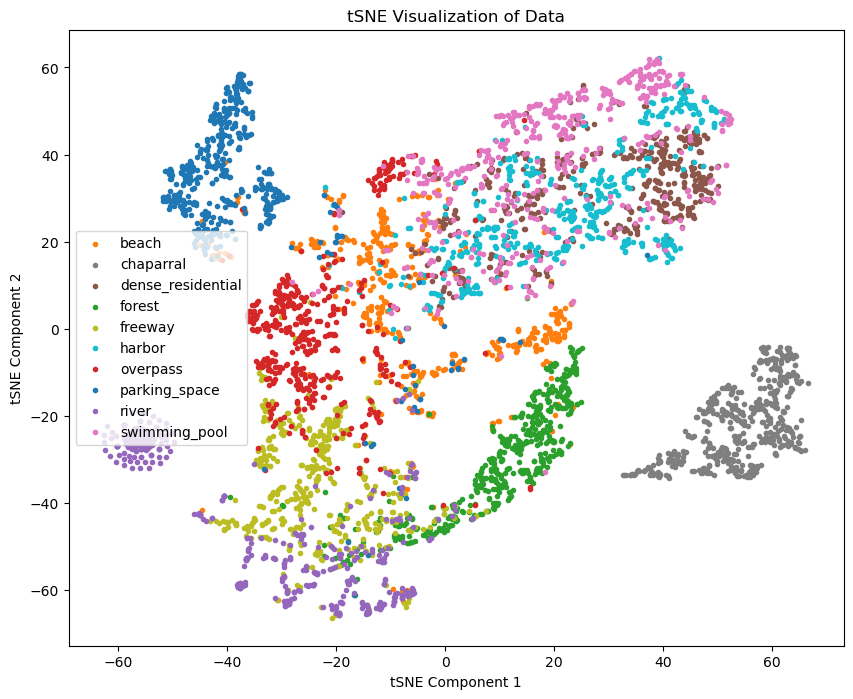 tSNE Visualization of Data
60
40
20
0
−20
−40
−60
tSNE Component 2
beach
chaparral
dense_residential
forest
freeway
harbor
overpass
parking_space
river
swimming_pool
−60 −40 −20 0 20 40 60
tSNE Component 1